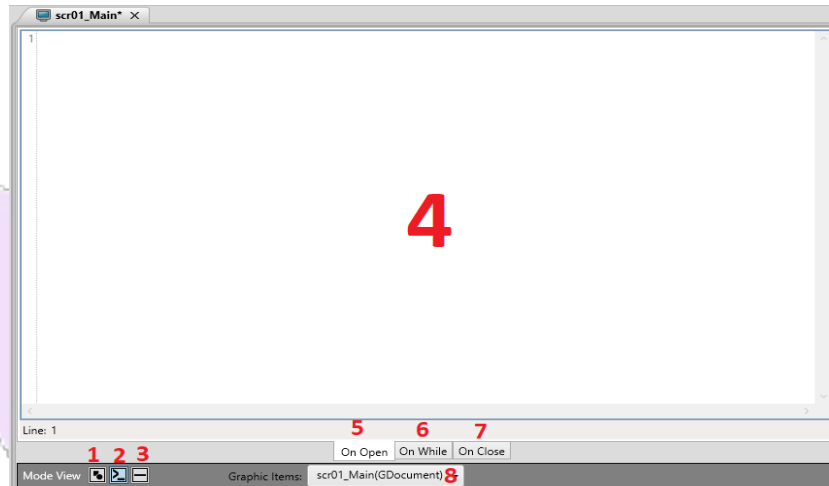 scr01_Main* ×
1
4
Line: 1
5 6 7
On Open On While On Close
1 2 3
Mode View Graphic Items: scr01_Main(GDocument) 8